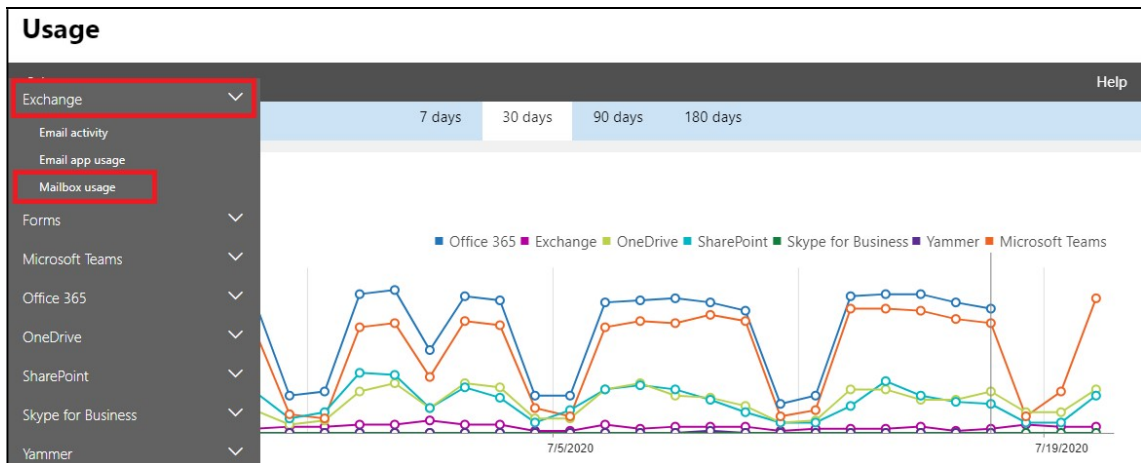 Usage
Help
Exchange
7 days 30 days 90 days 180 days
Email activity
Email app usage
Mailbox usage
Forms
Office 365 Exchange OneDrive SharePoint Skype for Business Yammer Microsoft Teams
Microsoft Teams
Office 365
OneDrive
SharePoint
Skype for Business
Yammer
7/5/2020 7/19/2020